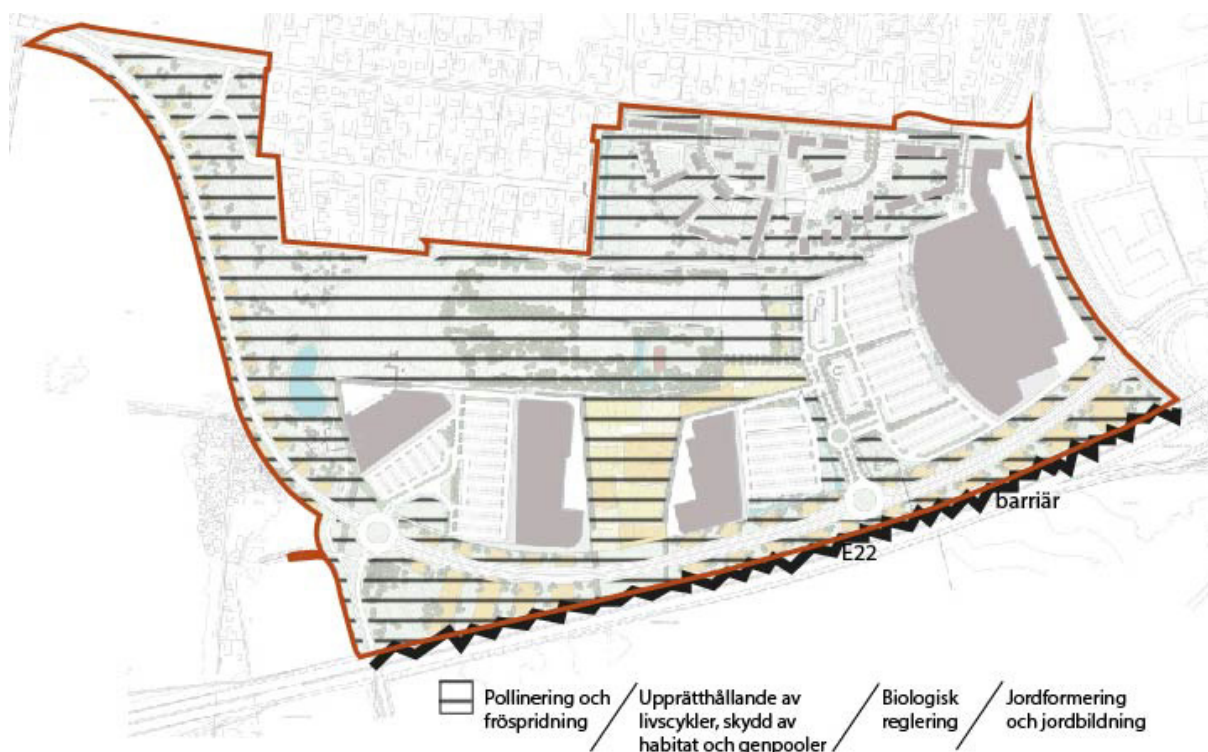 barriär
E22
Pollinering och
fröspridning
Upprätthållande av
livscykler, skydd av
habitat och genpooler
Biologisk
reglering
Jordformering
och jordbildning